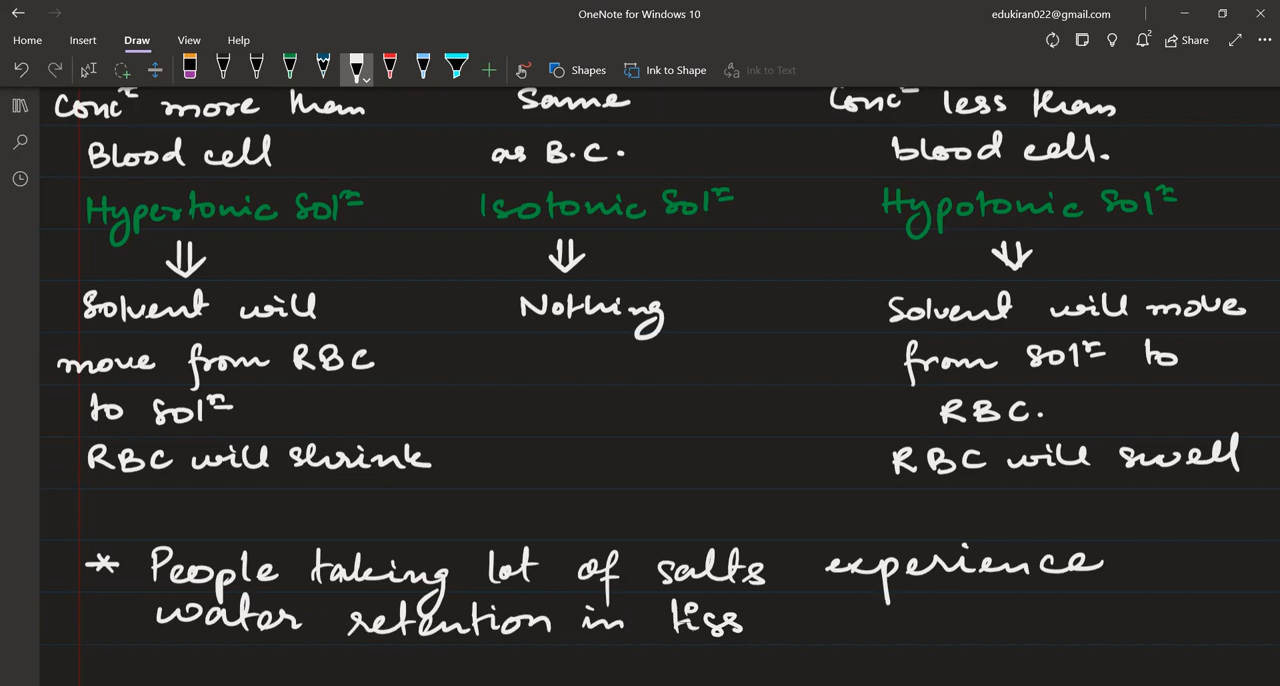 OneNote for Windows 10
edukiran022@gmail.com
Home Insert Draw View Help
Share
Shapes Ink to Shape Ink to Text
Concⁿ more than Same Concⁿ less than
Blood cell as B.C. blood cell.
Hypertonic Solⁿ Isotonic Solⁿ Hypotonic Solⁿ
⇓ ⇓ ⇓
Solvent will Nothing Solvent will move
move from RBC from Solⁿ to
to Solⁿ RBC.
RBC will shrink RBC will swell
* People taking lot of salts experience
water retention in tiss